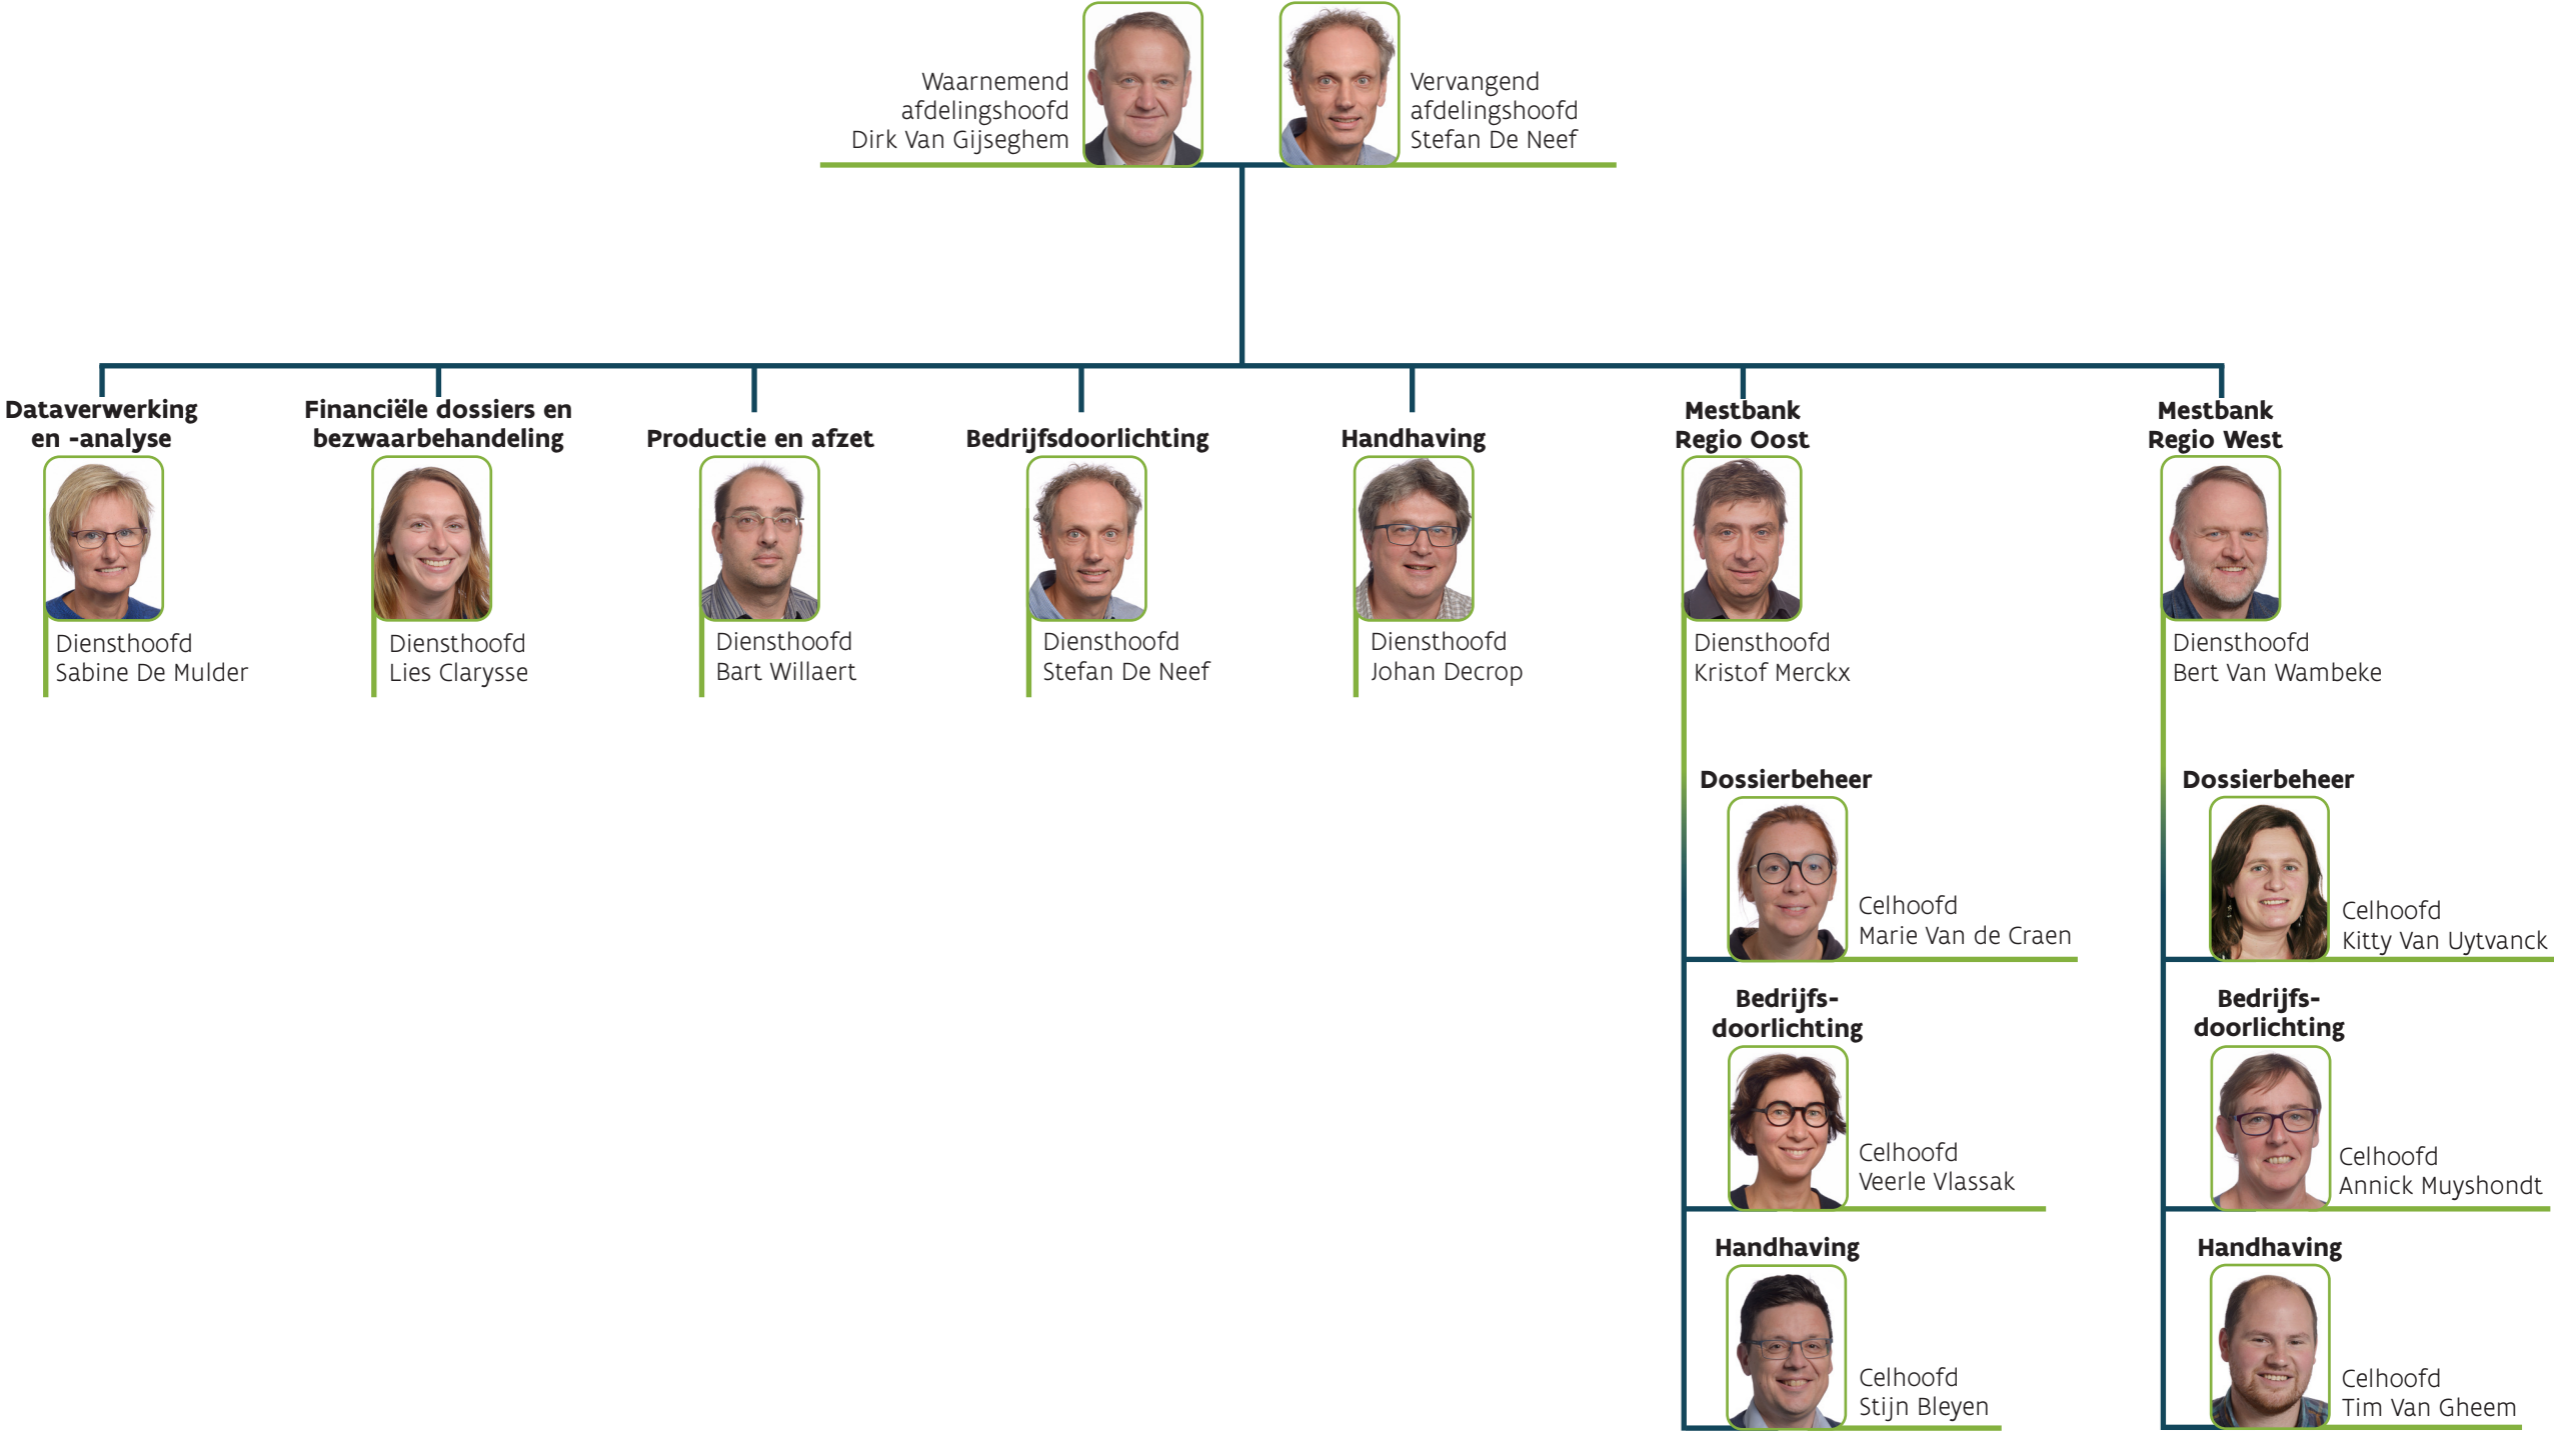 Waarnemend
afdelingshoofd
Dirk Van Gijseghem
Vervangend
afdelingshoofd
Stefan De Neef
Dataverwerking
en -analyse
Diensthoofd
Sabine De Mulder
Financiële dossiers en
bezwaarbehandeling
Diensthoofd
Lies Clarysse
Productie en afzet
Diensthoofd
Bart Willaert
Bedrijfsdoorlichting
Diensthoofd
Stefan De Neef
Handhaving
Diensthoofd
Johan Decrop
Mestbank
Regio Oost
Diensthoofd
Kristof Merckx
Dossierbeheer
Celhoofd
Marie Van de Craen
Bedrijfs-
doorlichting
Celhoofd
Veerle Vlassak
Handhaving
Celhoofd
Stijn Bleyen
Mestbank
Regio West
Diensthoofd
Bert Van Wambeke
Dossierbeheer
Celhoofd
Kitty Van Uytvanck
Bedrijfs-
doorlichting
Celhoofd
Annick Muyshondt
Handhaving
Celhoofd
Tim Van Gheem